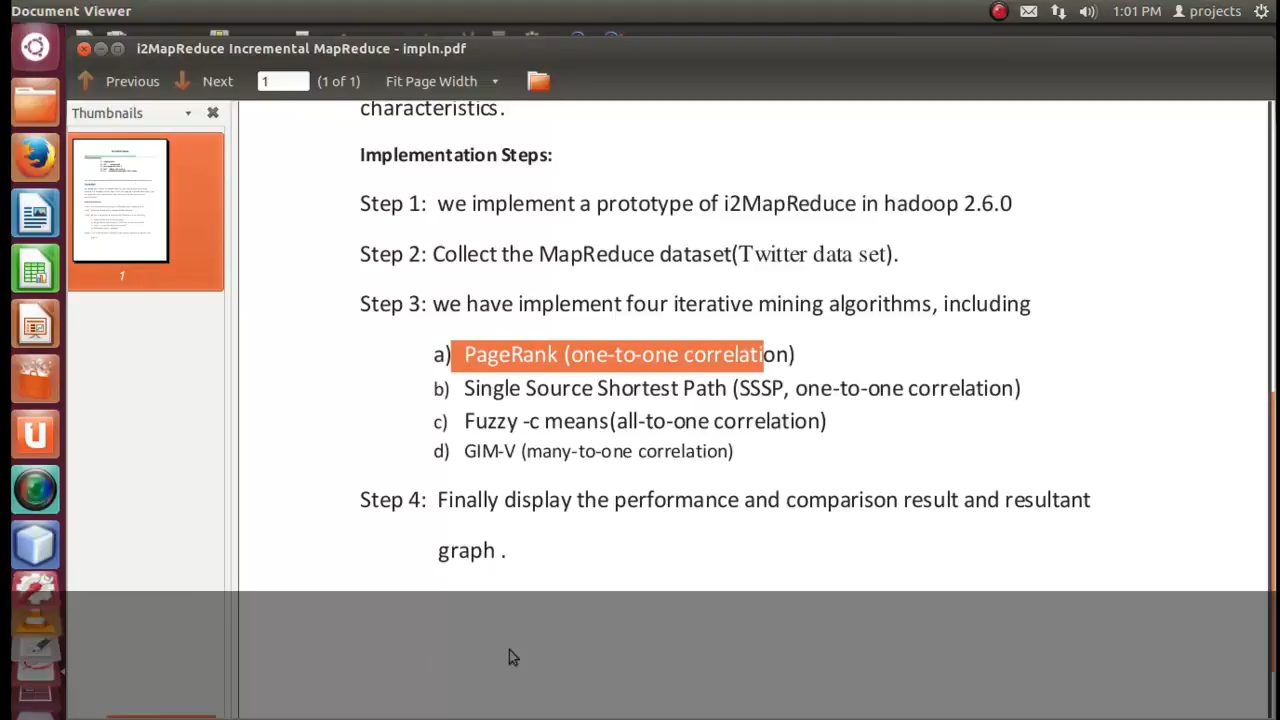 Document Viewer
1:01 PM
projects
i2MapReduce Incremental MapReduce - impln.pdf
Previous
Next
1
(1 of 1)
Fit Page Width
Thumbnails
1
characteristics.
Implementation Steps:
Step 1: we implement a prototype of i2MapReduce in hadoop 2.6.0
Step 2: Collect the MapReduce dataset(Twitter data set).
Step 3: we have implement four iterative mining algorithms, including
a) PageRank (one-to-one correlation)
b) Single Source Shortest Path (SSSP, one-to-one correlation)
c) Fuzzy -c means(all-to-one correlation)
d) GIM-V (many-to-one correlation)
Step 4: Finally display the performance and comparison result and resultant
graph .